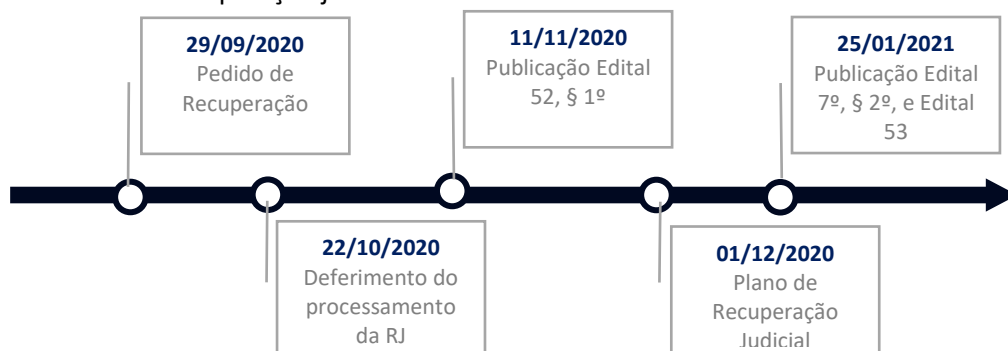 29/09/2020
Pedido de
Recuperação
11/11/2020
Publicação Edital
52, § 1º
25/01/2021
Publicação Edital
7º, § 2º, e Edital
53
22/10/2020
Deferimento do
processamento
da RJ
01/12/2020
Plano de
Recuperação
Judicial